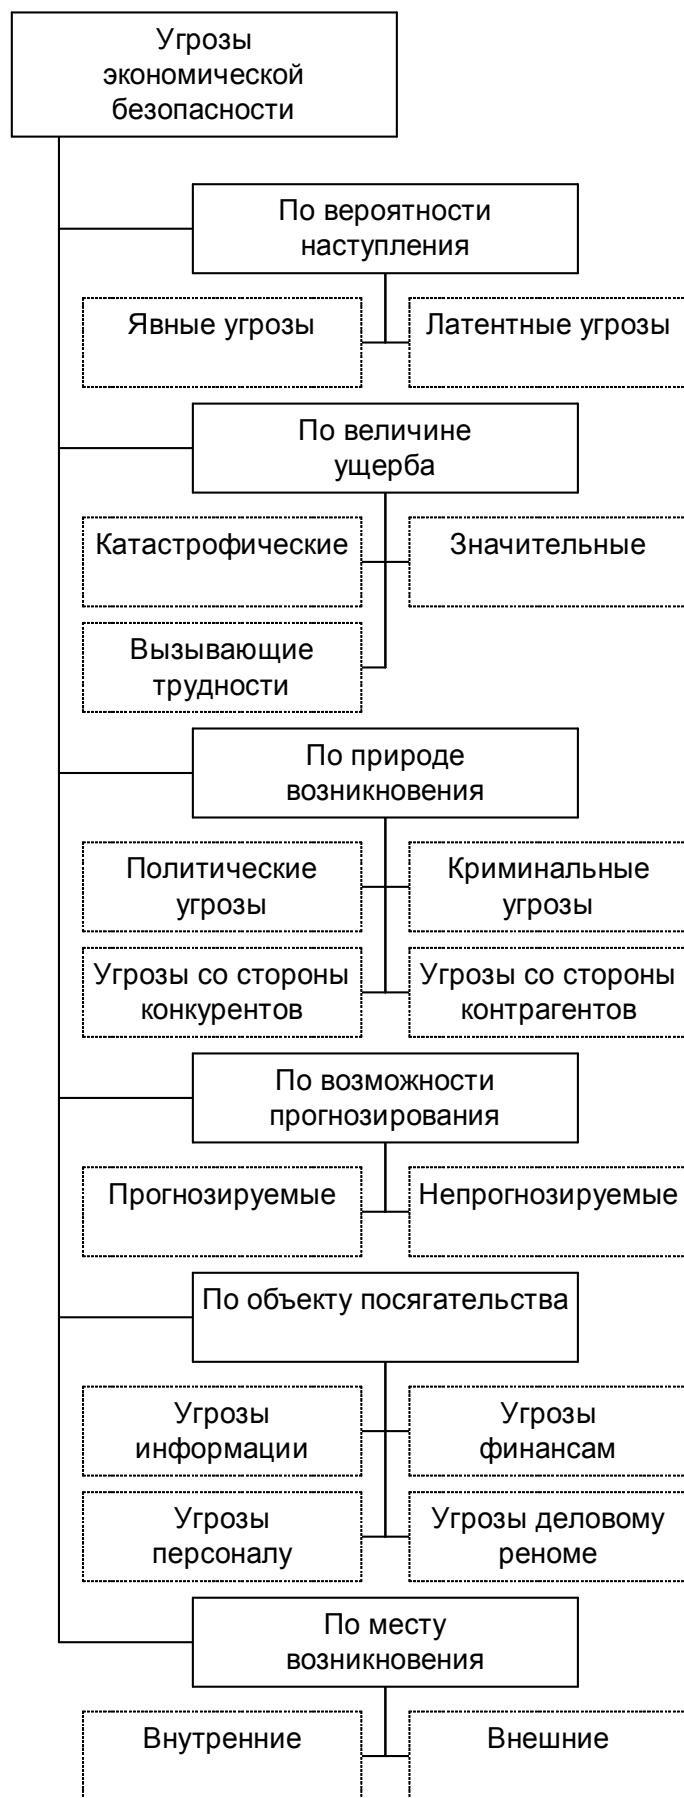 Угрозы
экономической
безопасности
По вероятности
наступления
Явные угрозы
Латентные угрозы
По величине
ущерба
Катастрофические
Значительные
Вызывающие
трудности
По природе
возникновения
Политические
угрозы
Криминальные
угрозы
Угрозы со стороны
конкурентов
Угрозы со стороны
контрагентов
По возможности
прогнозирования
Прогнозируемые
Непрогнозируемые
По объекту посягательства
Угрозы
информации
Угрозы
финансам
Угрозы
персоналу
Угрозы деловому
реноме
По месту
возникновения
Внутренние
Внешние